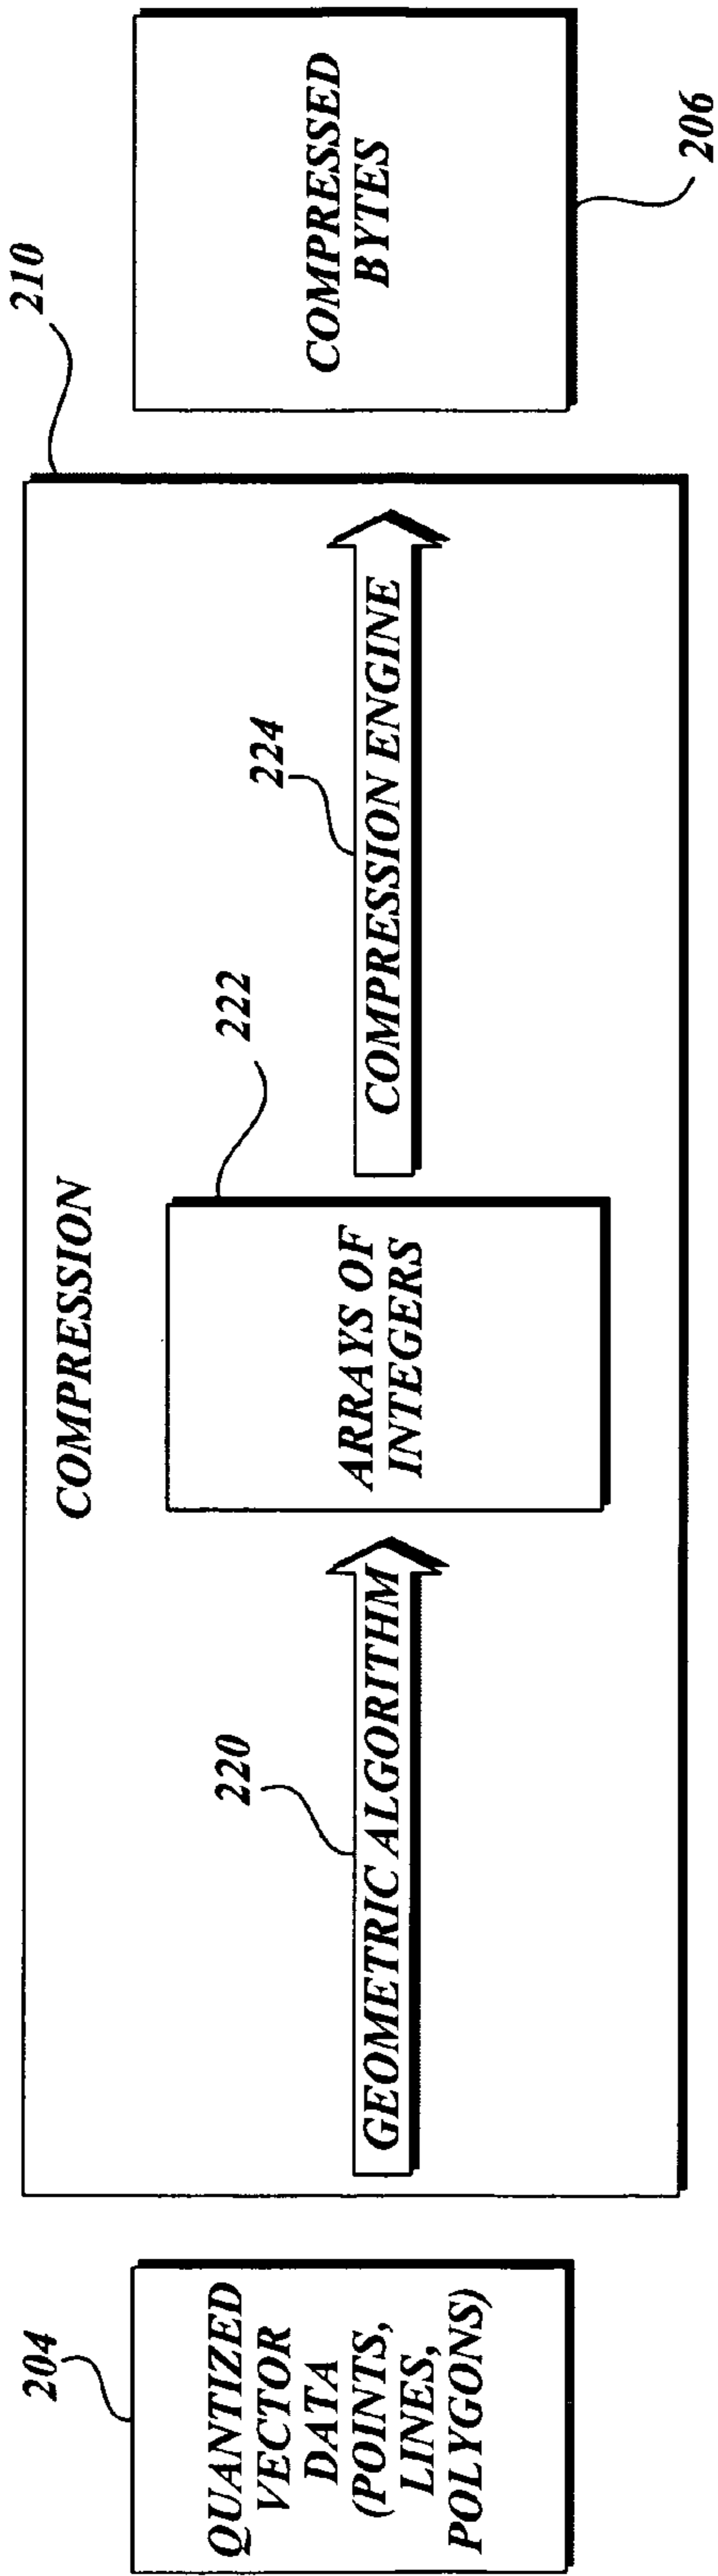 204
QUANTIZED
VECTOR
DATA
(POINTS,
LINES,
POLYGONS)
COMPRESSION
210
220
GEOMETRIC ALGORITHM
222
ARRAYS OF
INTEGERS
224
COMPRESSION ENGINE
COMPRESSED
BYTES
206